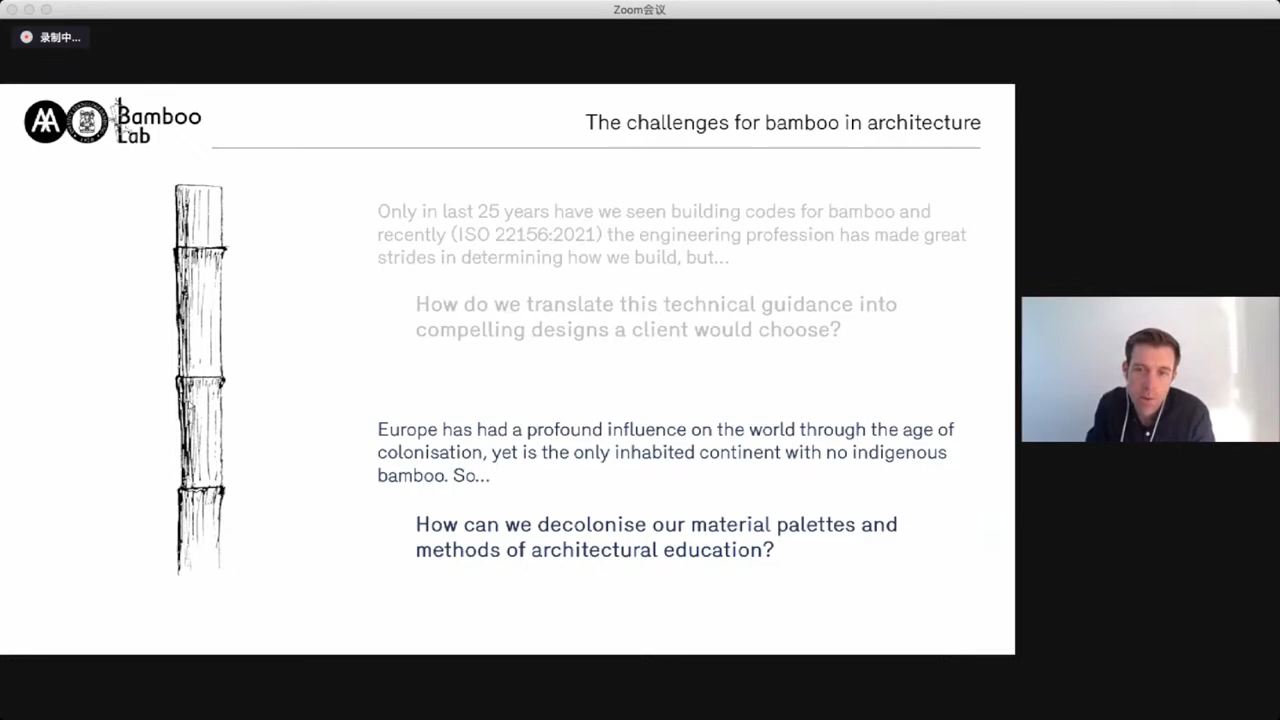 Zoom会议
录制中...
AA
Bamboo
Lab
The challenges for bamboo in architecture
Only in last 25 years have we seen building codes for bamboo and
recently (ISO 22156:2021) the engineering profession has made great
strides in determining how we build, but...
How do we translate this technical guidance into
compelling designs a client would choose?
Europe has had a profound influence on the world through the age of
colonisation, yet is the only inhabited continent with no indigenous
bamboo. So...
How can we decolonise our material palettes and
methods of architectural education?